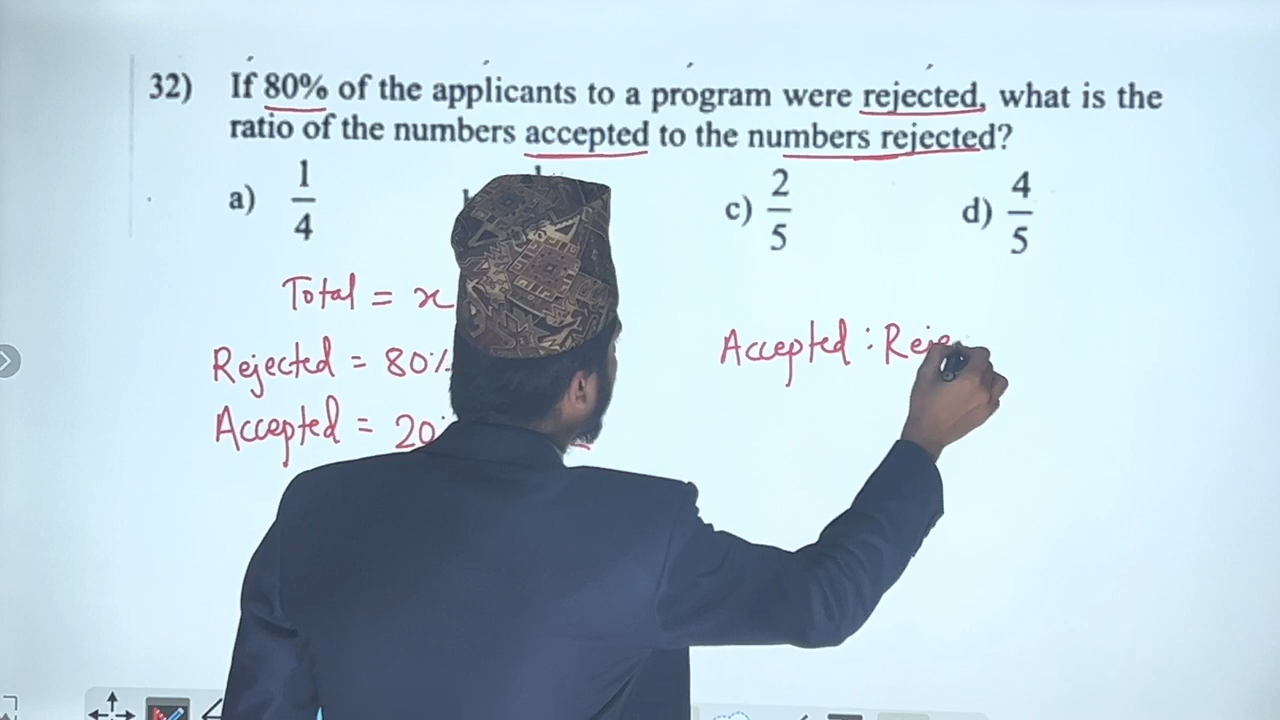 32) If 80% of the applicants to a program were rejected, what is the
ratio of the numbers accepted to the numbers rejected?
a) 1/4 c) 2/5 d) 4/5
Total = x
Rejected = 80%
Accepted = 20
Accepted : Reje